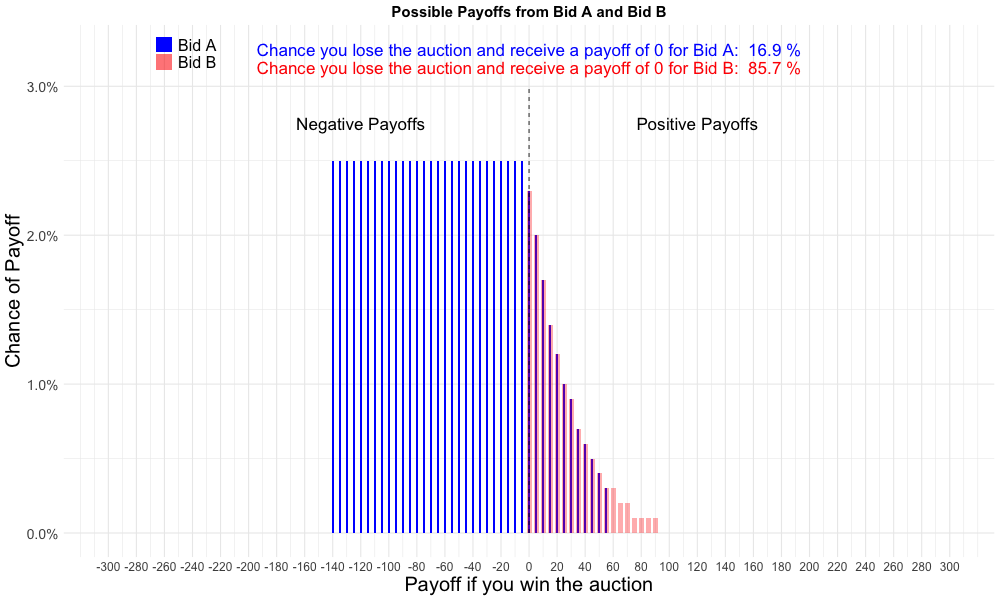 Possible Payoffs from Bid A and Bid B
Bid A
Bid B
Chance you lose the auction and receive a payoff of 0 for Bid A: 16.9 %
Chance you lose the auction and receive a payoff of 0 for Bid B: 85.7 %
Negative Payoffs
Positive Payoffs
Chance of Payoff
3.0%
2.0%
1.0%
0.0%
-300 -280 -260 -240 -220 -200 -180 -160 -140 -120 -100 -80 -60 -40 -20 0 20 40 60 80 100 120 140 160 180 200 220 240 260 280 300
Payoff if you win the auction